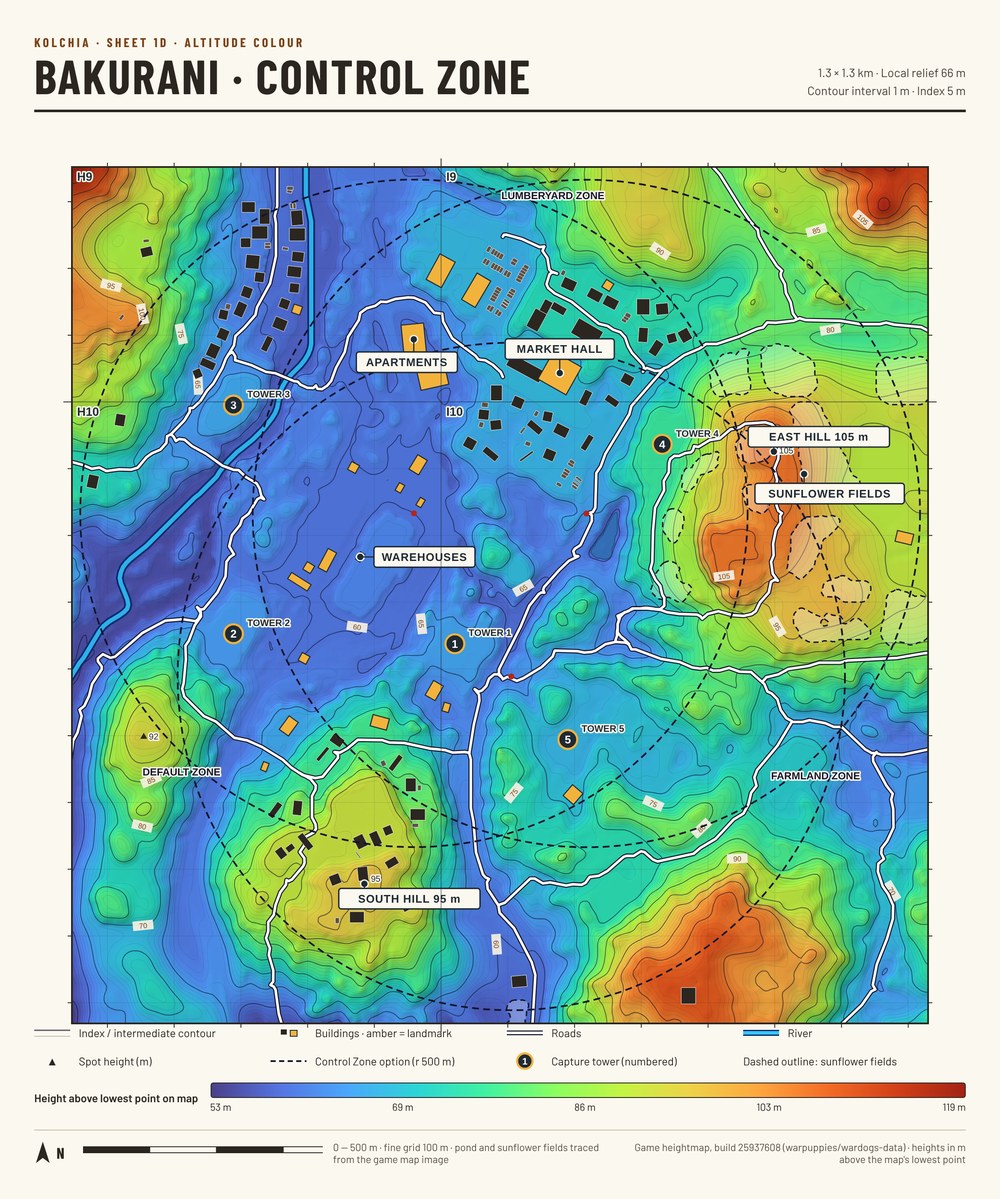 KOLCHIA · SHEET 1D · ALTITUDE COLOUR
BAKURANI · CONTROL ZONE
1.3 × 1.3 km · Local relief 66 m
Contour interval 1 m · Index 5 m
H9
I9
LUMBERYARD ZONE
105
85
90
95
75
80
APARTMENTS
MARKET HALL
65
TOWER 3
3
H10
I10
TOWER 4
4
EAST HILL 105 m
105
SUNFLOWER FIELDS
WAREHOUSES
105
65
60
65
95
TOWER 2
2
TOWER 1
1
92
TOWER 5
5
DEFAULT ZONE
85
FARMLAND ZONE
75
75
80
90
95
70
SOUTH HILL 95 m
70
60
Index / intermediate contour
Buildings · amber = landmark
Roads
River
Spot height (m)
Control Zone option (r 500 m)
1
Capture tower (numbered)
Dashed outline: sunflower fields
Height above lowest point on map
53 m
69 m
86 m
103 m
119 m
N
0 — 500 m · fine grid 100 m · pond and sunflower fields traced
from the game map image
Game heightmap, build 25937608 (warpuppies/wardogs-data) · heights in m
above the map's lowest point